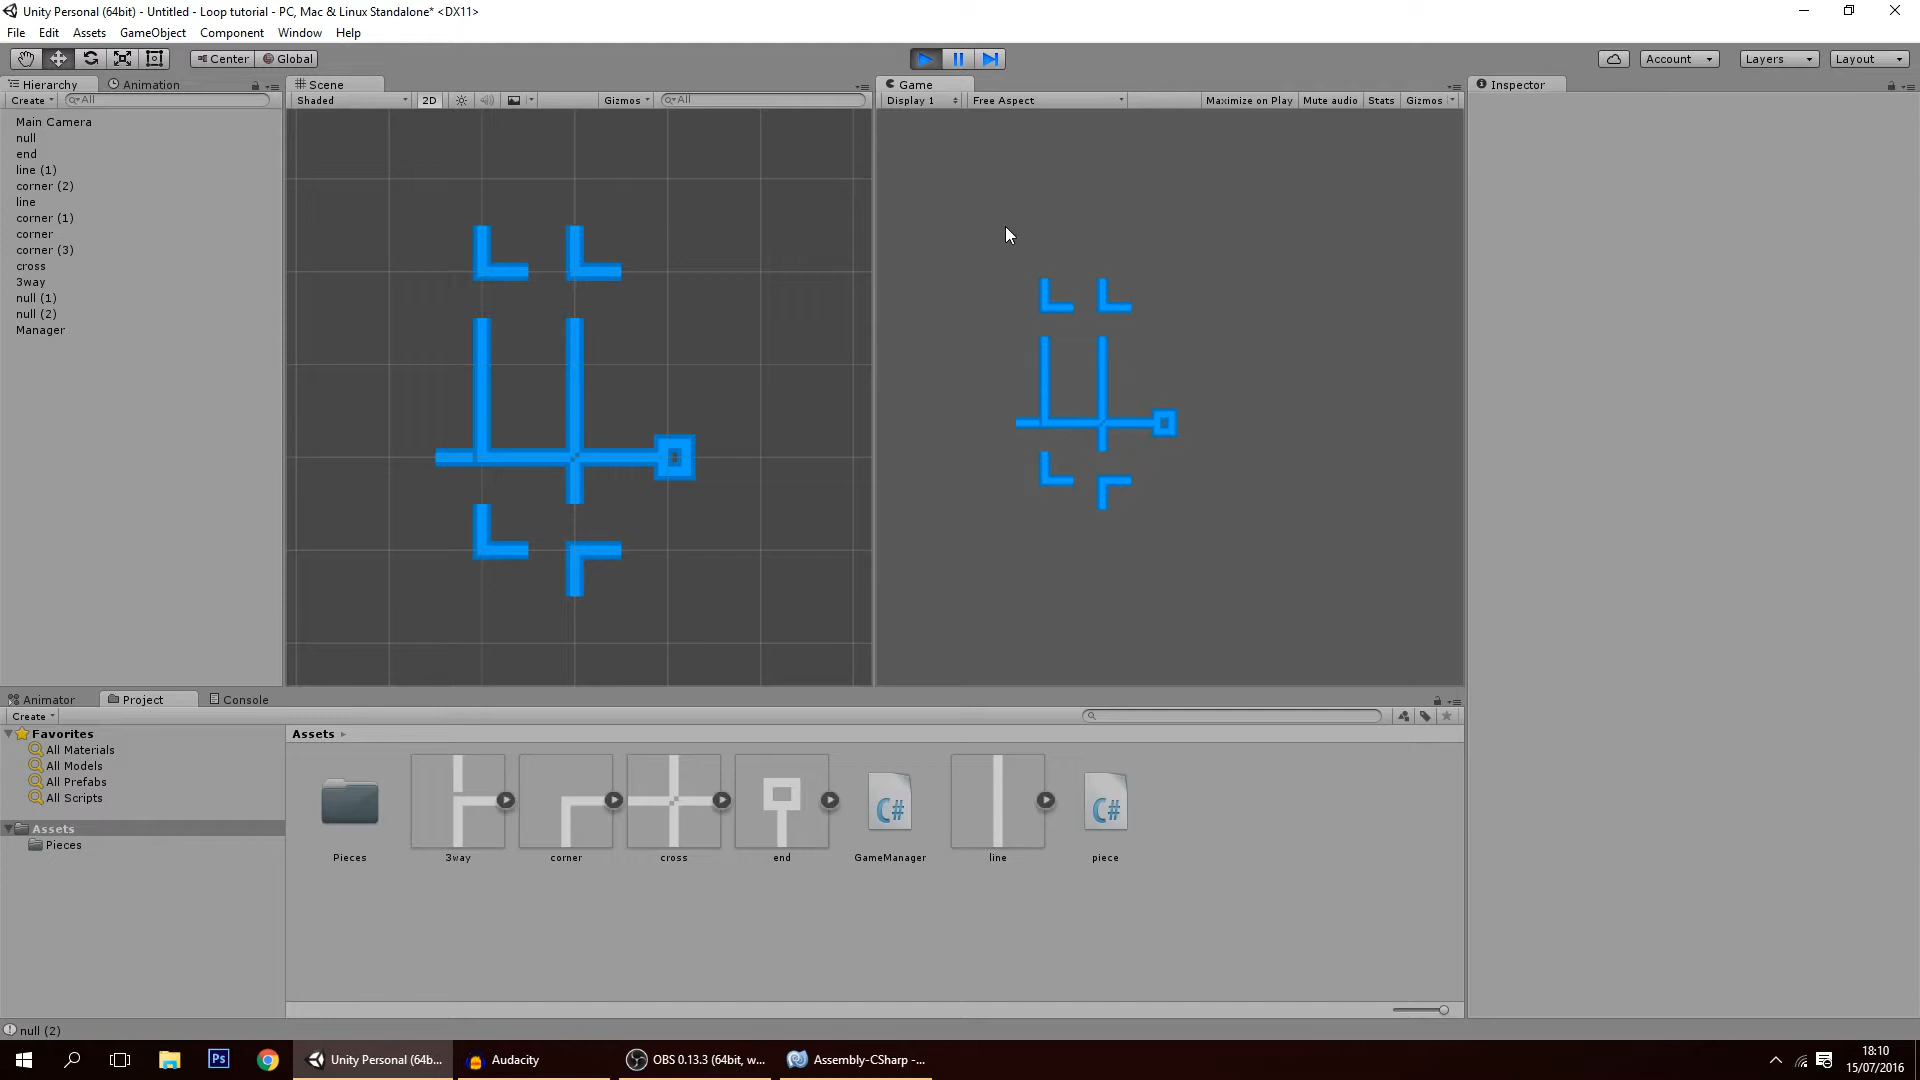 Unity Personal (64bit) - Untitled - Loop tutorial - PC, Mac & Linux Standalone* <DX11>
File Edit Assets GameObject Component Window Help
Center Global Account Layers Layout
Hierarchy Animation Scene Game Inspector
Create All Shaded 2D Gizmos All Display 1 Free Aspect Maximize on Play Mute audio Stats Gizmos
Main Camera
null
end
line (1)
corner (2)
line
corner (1)
corner
corner (3)
cross
3way
null (1)
null (2)
Manager
Animator Project Console
Create
Favorites
All Materials
All Models
All Prefabs
All Scripts
Assets
Pieces
Assets
C# C#
Pieces 3way corner cross end GameManager line piece
null (2)
Ps Unity Personal (64b... Audacity OBS 0.13.3 (64bit, w... Assembly-CSharp -...
18:10
15/07/2016